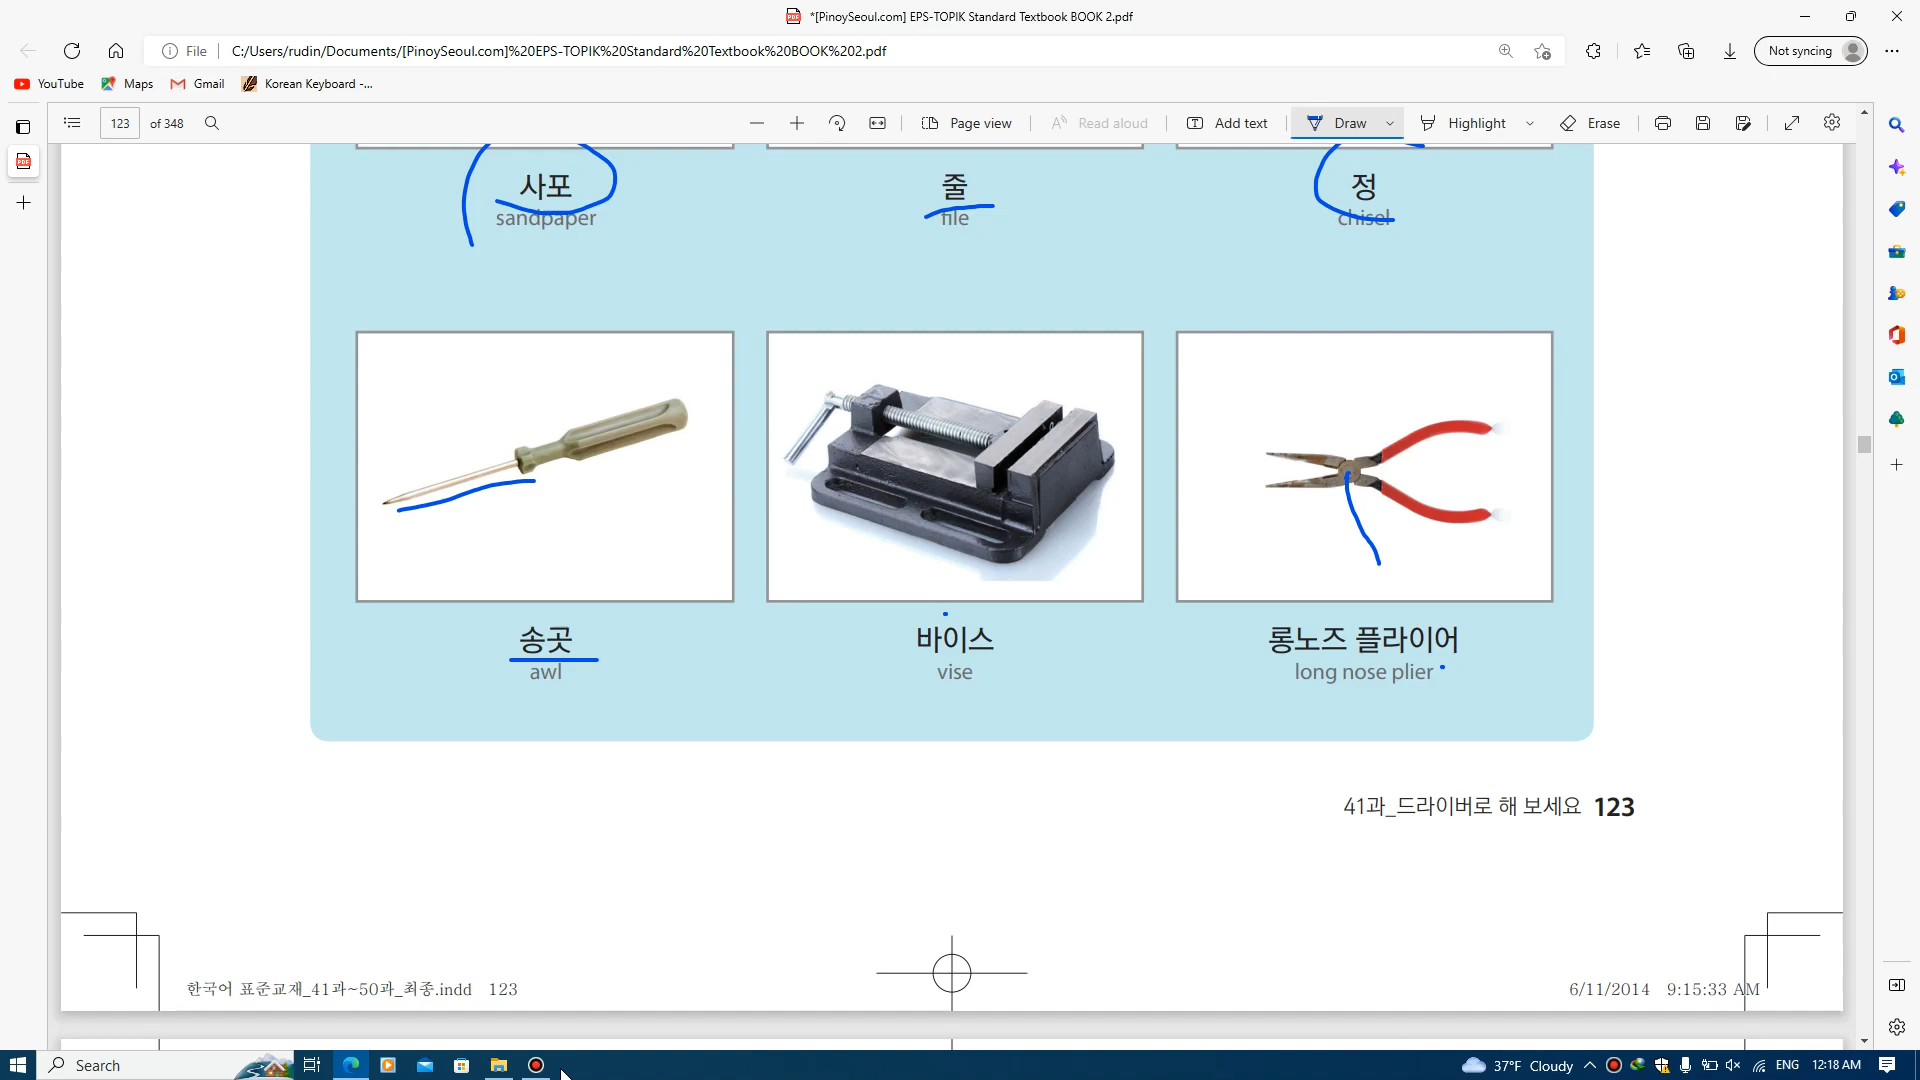 *[PinoySeoul.com] EPS-TOPIK Standard Textbook BOOK 2.pdf
File C:/Users/rudin/Documents/[PinoySeoul.com]%20EPS-TOPIK%20Standard%20Textbook%20BOOK%202.pdf
Not syncing
YouTube Maps Gmail Korean Keyboard -...
123 of 348 Page view Read aloud Add text Draw Highlight Erase
사포 줄 정
sandpaper file chisel
송곳 바이스 롱노즈 플라이어
awl vise long nose plier
41과_드라이버로 해 보세요 123
한국어 표준교재_41과~50과_최종.indd 123
6/11/2014 9:15:33 AM
Search 37°F Cloudy ENG 12:18 AM